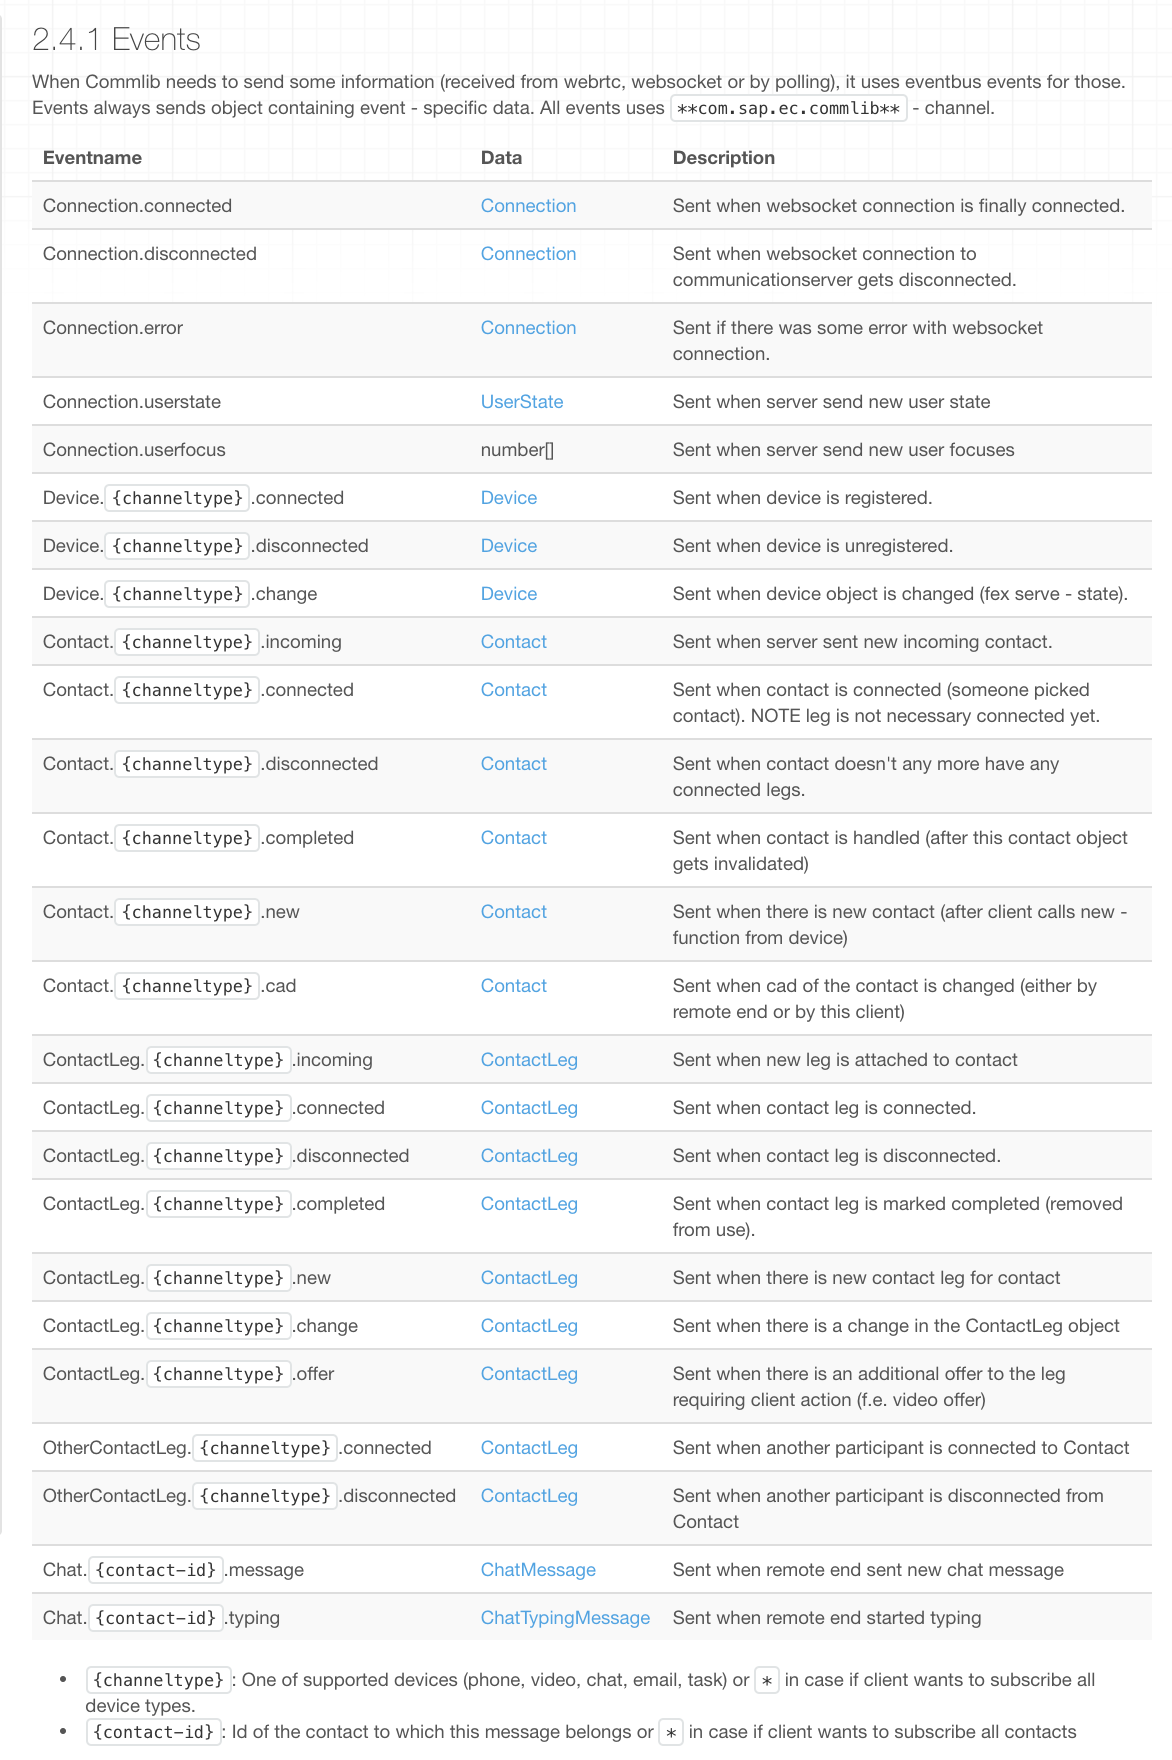 2.4.1 Events
When Commlib needs to send some information (received from webrtc, websocket or by polling), it uses eventbus events for those.
Events always sends object containing event - specific data. All events uses **com.sap.ec.commlib** - channel.
Eventname Data Description
Connection.connected Connection Sent when websocket connection is finally connected.
Connection.disconnected Connection Sent when websocket connection to
communicationserver gets disconnected.
Connection.error Connection Sent if there was some error with websocket
connection.
Connection.userstate UserState Sent when server send new user state
Connection.userfocus number[] Sent when server send new user focuses
Device.{channeltype}.connected Device Sent when device is registered.
Device.{channeltype}.disconnected Device Sent when device is unregistered.
Device.{channeltype}.change Device Sent when device object is changed (fex serve - state).
Contact.{channeltype}.incoming Contact Sent when server sent new incoming contact.
Contact.{channeltype}.connected Contact Sent when contact is connected (someone picked
contact). NOTE leg is not necessary connected yet.
Contact.{channeltype}.disconnected Contact Sent when contact doesn't any more have any
connected legs.
Contact.{channeltype}.completed Contact Sent when contact is handled (after this contact object
gets invalidated)
Contact.{channeltype}.new Contact Sent when there is new contact (after client calls new -
function from device)
Contact.{channeltype}.cad Contact Sent when cad of the contact is changed (either by
remote end or by this client)
ContactLeg.{channeltype}.incoming ContactLeg Sent when new leg is attached to contact
ContactLeg.{channeltype}.connected ContactLeg Sent when contact leg is connected.
ContactLeg.{channeltype}.disconnected ContactLeg Sent when contact leg is disconnected.
ContactLeg.{channeltype}.completed ContactLeg Sent when contact leg is marked completed (removed
from use).
ContactLeg.{channeltype}.new ContactLeg Sent when there is new contact leg for contact
ContactLeg.{channeltype}.change ContactLeg Sent when there is a change in the ContactLeg object
ContactLeg.{channeltype}.offer ContactLeg Sent when there is an additional offer to the leg
requiring client action (f.e. video offer)
OtherContactLeg.{channeltype}.connected ContactLeg Sent when another participant is connected to Contact
OtherContactLeg.{channeltype}.disconnected ContactLeg Sent when another participant is disconnected from
Contact
Chat.{contact-id}.message ChatMessage Sent when remote end sent new chat message
Chat.{contact-id}.typing ChatTypingMessage Sent when remote end started typing
• {channeltype}: One of supported devices (phone, video, chat, email, task) or * in case if client wants to subscribe all
device types.
• {contact-id}: Id of the contact to which this message belongs or * in case if client wants to subscribe all contacts